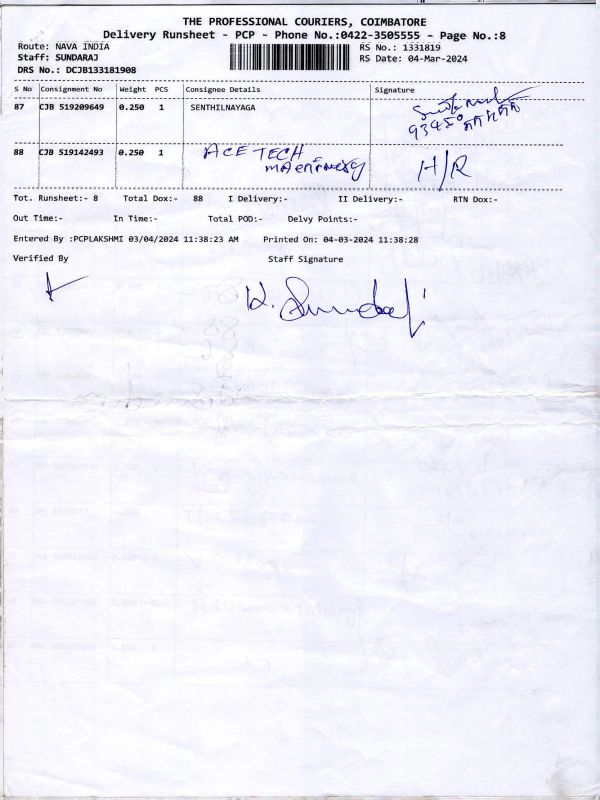 THE PROFESSIONAL COURIERS, COIMBATORE
Delivery Runsheet - PCP - Phone No.:0422-3505555 - Page No.:8
Route: NAVA INDIA RS No.: 1331819
Staff: SUNDARAJ RS Date: 04-Mar-2024
DRS No.: DCJB133181908
S No Consignment No Weight PCS Consignee Details Signature
87 CJB 519209649 0.250 1 SENTHILNAYAGA
88 CJB 519142493 0.250 1 ACE TECH
H/R
Tot. Runsheet:- 8 Total Dox:- 88 I Delivery:- II Delivery:- RTN Dox:-
Out Time:- In Time:- Total POD:- Delvy Points:-
Entered By :PCPLAKSHMI 03/04/2024 11:38:23 AM Printed On: 04-03-2024 11:38:28
Verified By Staff Signature